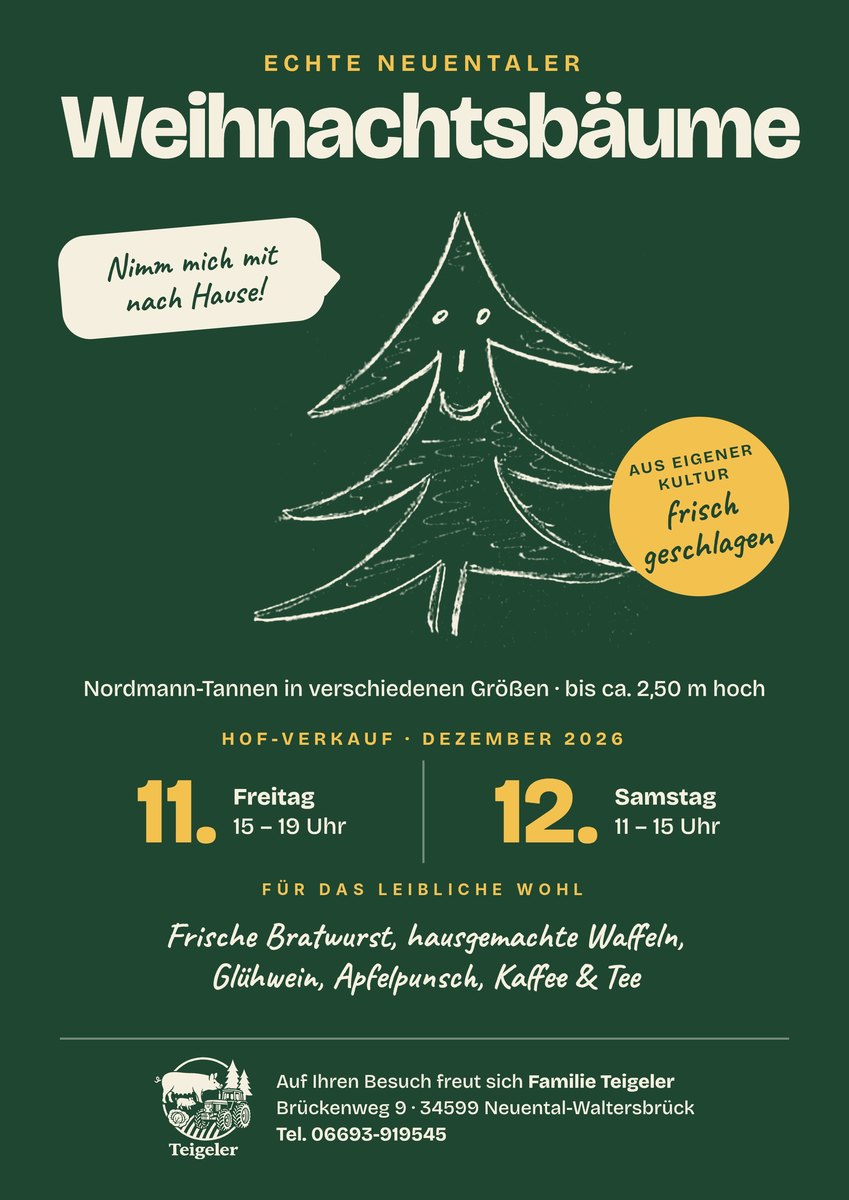 ECHTE NEUENTALER
Weihnachtsbäume
Nimm mich mit
nach Hause!
AUS EIGENER
KULTUR
frisch
geschlagen
Nordmann-Tannen in verschiedenen Größen · bis ca. 2,50 m hoch
HOF-VERKAUF · DEZEMBER 2026
11. Freitag
15 – 19 Uhr
12. Samstag
11 – 15 Uhr
FÜR DAS LEIBLICHE WOHL
Frische Bratwurst, hausgemachte Waffeln,
Glühwein, Apfelpunsch, Kaffee & Tee
Teigeler
Auf Ihren Besuch freut sich Familie Teigeler
Brückenweg 9 · 34599 Neuental-Waltersbrück
Tel. 06693-919545